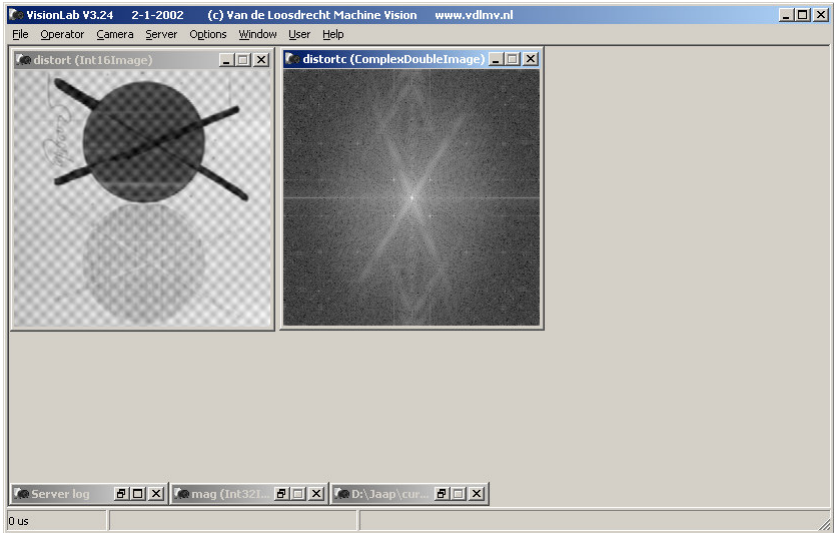 VisionLab V3.24 2-1-2002 (c) Van de Loosdrecht Machine Vision www.vdlmv.nl
File Operator Camera Server Options Window User Help
distort (Int16Image)
distortc (ComplexDoubleImage)
Server log
mag (Int32I...
D:\Jaap\cur...
0 us